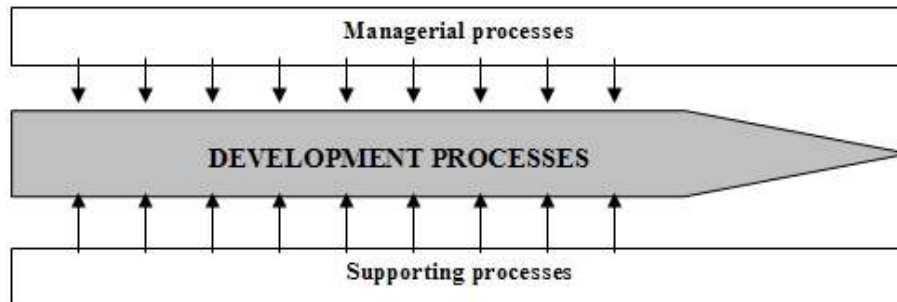 Managerial processes
DEVELOPMENT PROCESSES
Supporting processes